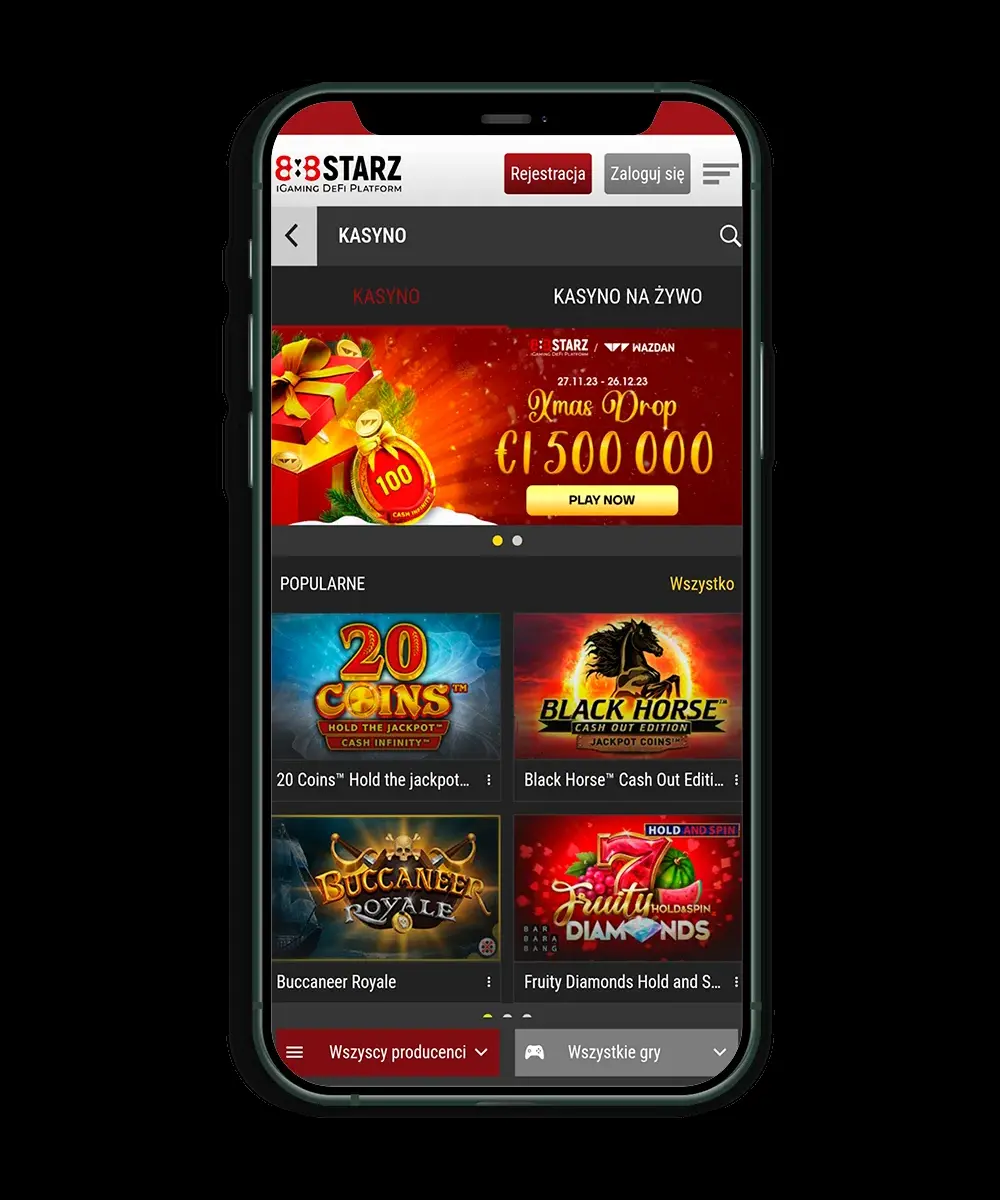 888STARZ
iGAMING DEFI PLATFORM
Rejestracja
Zaloguj się
KASYNO
KASYNO
KASYNO NA ŻYWO
888STARZ / WAZDAN
iGAMING DEFI PLATFORM
27.11.23 - 26.12.23
Xmas Drop
€1 500 000
PLAY NOW
100
CASH INFINITY™
POPULARNE
Wszystko
20
COINS™
HOLD THE JACKPOT™
CASH INFINITY™
BLACK HORSE™
CASH OUT EDITION
JACKPOT COINS™
20 Coins™ Hold the jackpot...
Black Horse™ Cash Out Editi...
BUCCANEER
ROYALE
HOLD AND SPIN
7
Fruity HOLD&SPIN
DIAMONDS
BAR
BARA
BANG
Buccaneer Royale
Fruity Diamonds Hold and S...
Wszyscy producenci
Wszystkie gry